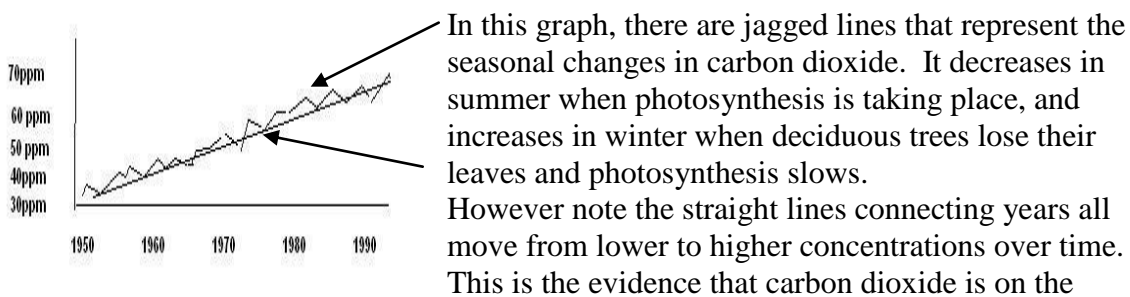 In this graph, there are jagged lines that represent the
seasonal changes in carbon dioxide. It decreases in
summer when photosynthesis is taking place, and
increases in winter when deciduous trees lose their
leaves and photosynthesis slows.
However note the straight lines connecting years all
move from lower to higher concentrations over time.
This is the evidence that carbon dioxide is on the
70ppm
60 ppm
50 ppm
40ppm
30ppm
1950 1960 1970 1980 1990